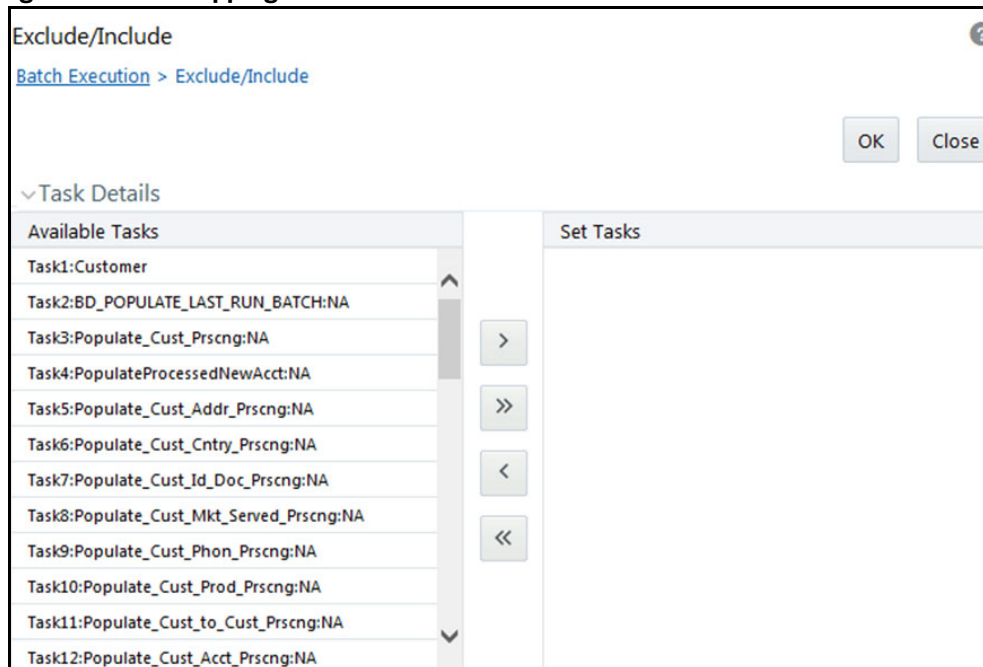 Exclude/Include
Batch Execution > Exclude/Include
OK
Close
Task Details
Available Tasks
Set Tasks
Task1:Customer
Task2:BD_POPULATE_LAST_RUN_BATCH:NA
Task3:Populate_Cust_Prscng:NA
Task4:PopulateProcessedNewAcct:NA
Task5:Populate_Cust_Addr_Prscng:NA
Task6:Populate_Cust_Cntry_Prscng:NA
Task7:Populate_Cust_Id_Doc_Prscng:NA
Task8:Populate_Cust_Mkt_Served_Prscng:NA
Task9:Populate_Cust_Phon_Prscng:NA
Task10:Populate_Cust_Prod_Prscng:NA
Task11:Populate_Cust_to_Cust_Prscng:NA
Task12:Populate_Cust_Acct_Prscng:NA